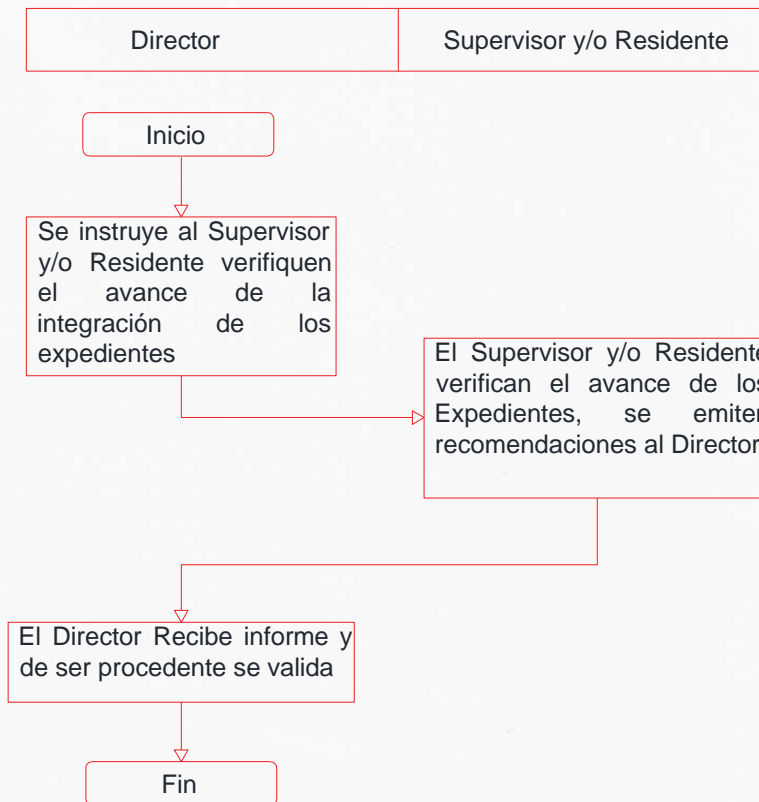 Director
Supervisor y/o Residente
Inicio
Se instruye al Supervisor
y/o Residente verifiquen
el avance de la
integración de los
expedientes
El Supervisor y/o Residente
verifican el avance de los
Expedientes, se emiten
recomendaciones al Director
El Director Recibe informe y
de ser procedente se valida
Fin